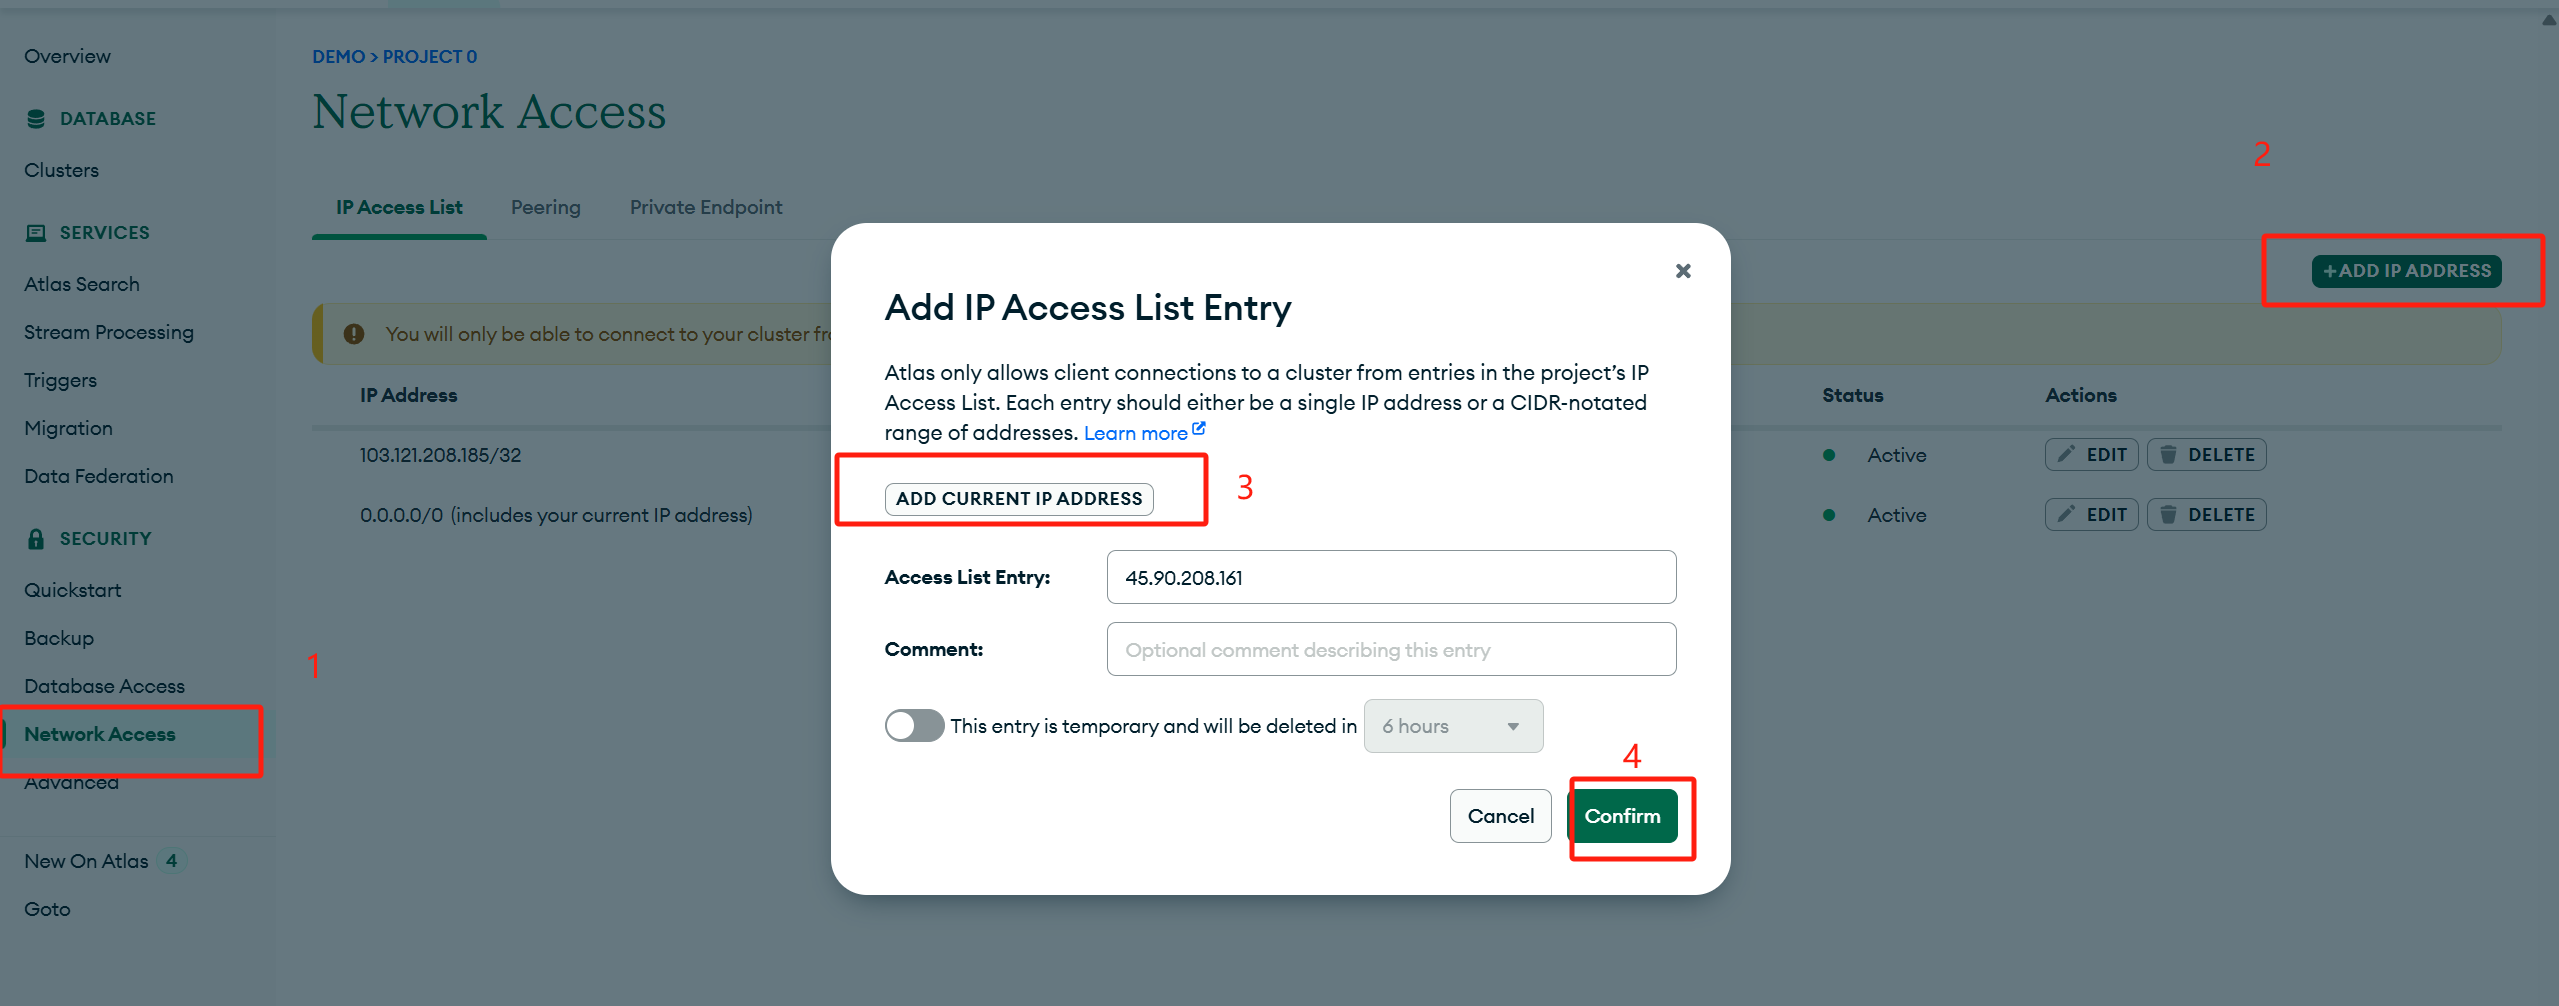 Overview
DATABASE
Clusters
SERVICES
Atlas Search
Stream Processing
Triggers
Migration
Data Federation
SECURITY
Quickstart
Backup
Database Access
1
Network Access
Advanced
New On Atlas 4
Goto
DEMO > PROJECT 0
Network Access
IP Access List Peering Private Endpoint
2
+ADD IP ADDRESS
You will only be able to connect to your cluster
IP Address Status Actions
103.121.208.185/32 Active EDIT DELETE
0.0.0.0/0 (includes your current IP address) Active EDIT DELETE
Add IP Access List Entry
Atlas only allows client connections to a cluster from entries in the project’s IP
Access List. Each entry should either be a single IP address or a CIDR-notated
range of addresses. Learn more
ADD CURRENT IP ADDRESS 3
Access List Entry: 45.90.208.161
Comment: Optional comment describing this entry
This entry is temporary and will be deleted in 6 hours
4
Cancel Confirm